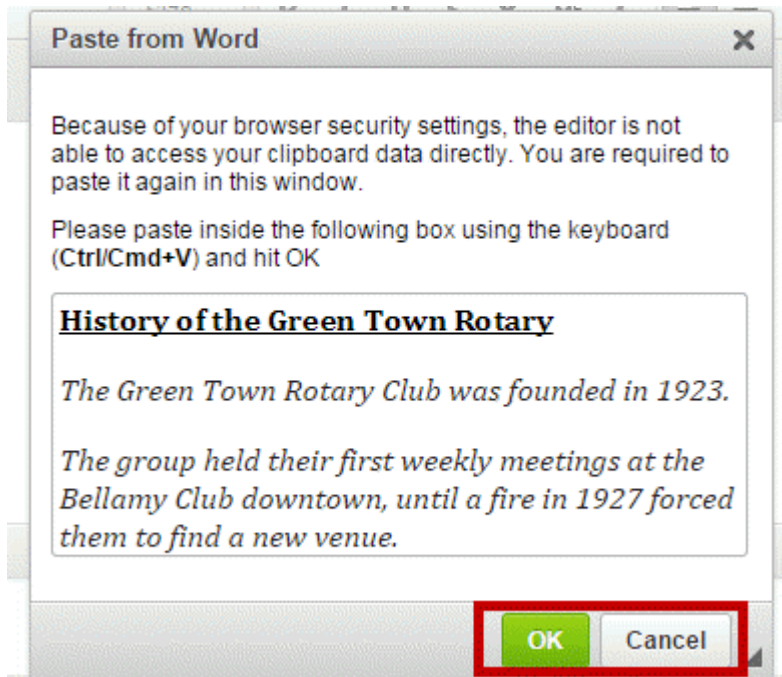 Paste from Word
Because of your browser security settings, the editor is not
able to access your clipboard data directly. You are required to
paste it again in this window.
Please paste inside the following box using the keyboard
(Ctrl/Cmd+V) and hit OK
History of the Green Town Rotary
The Green Town Rotary Club was founded in 1923.
The group held their first weekly meetings at the
Bellamy Club downtown, until a fire in 1927 forced
them to find a new venue.
OK Cancel